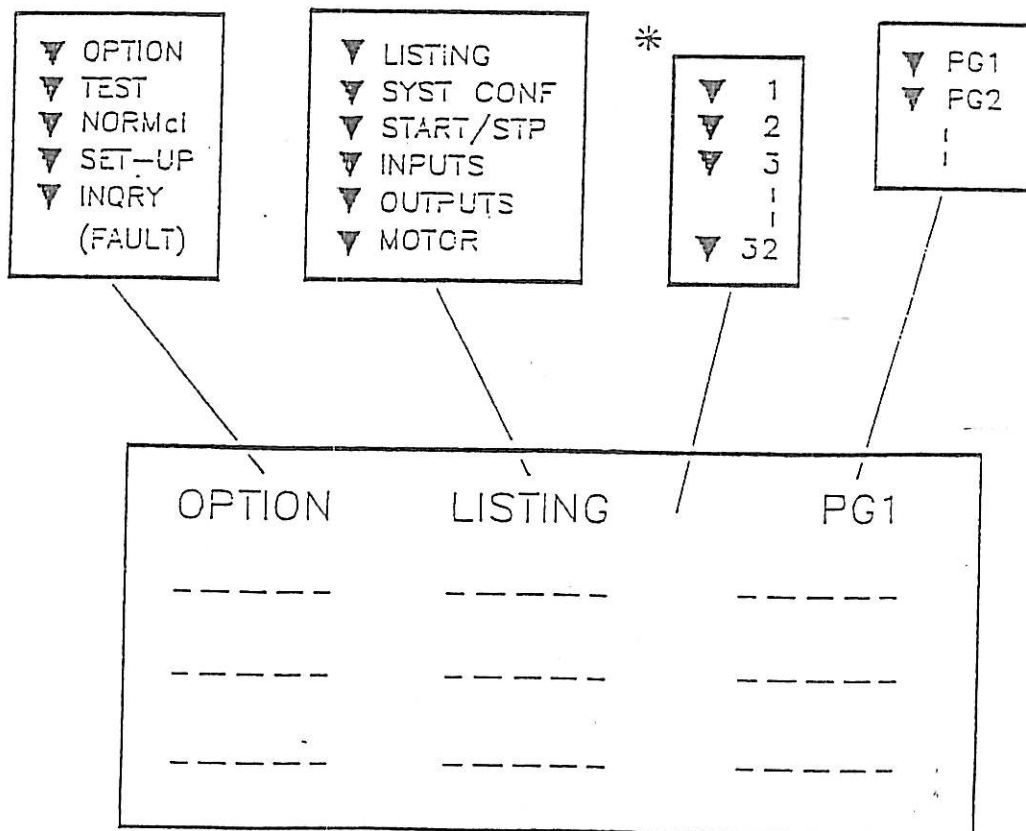 OPTION
TEST
NORMcl
SET-UP
INQRY
(FAULT)
LISTING
SYST CONF
START/STP
INPUTS
OUTPUTS
MOTOR
*
1
2
3
32
PG1
PG2
OPTION LISTING PG1